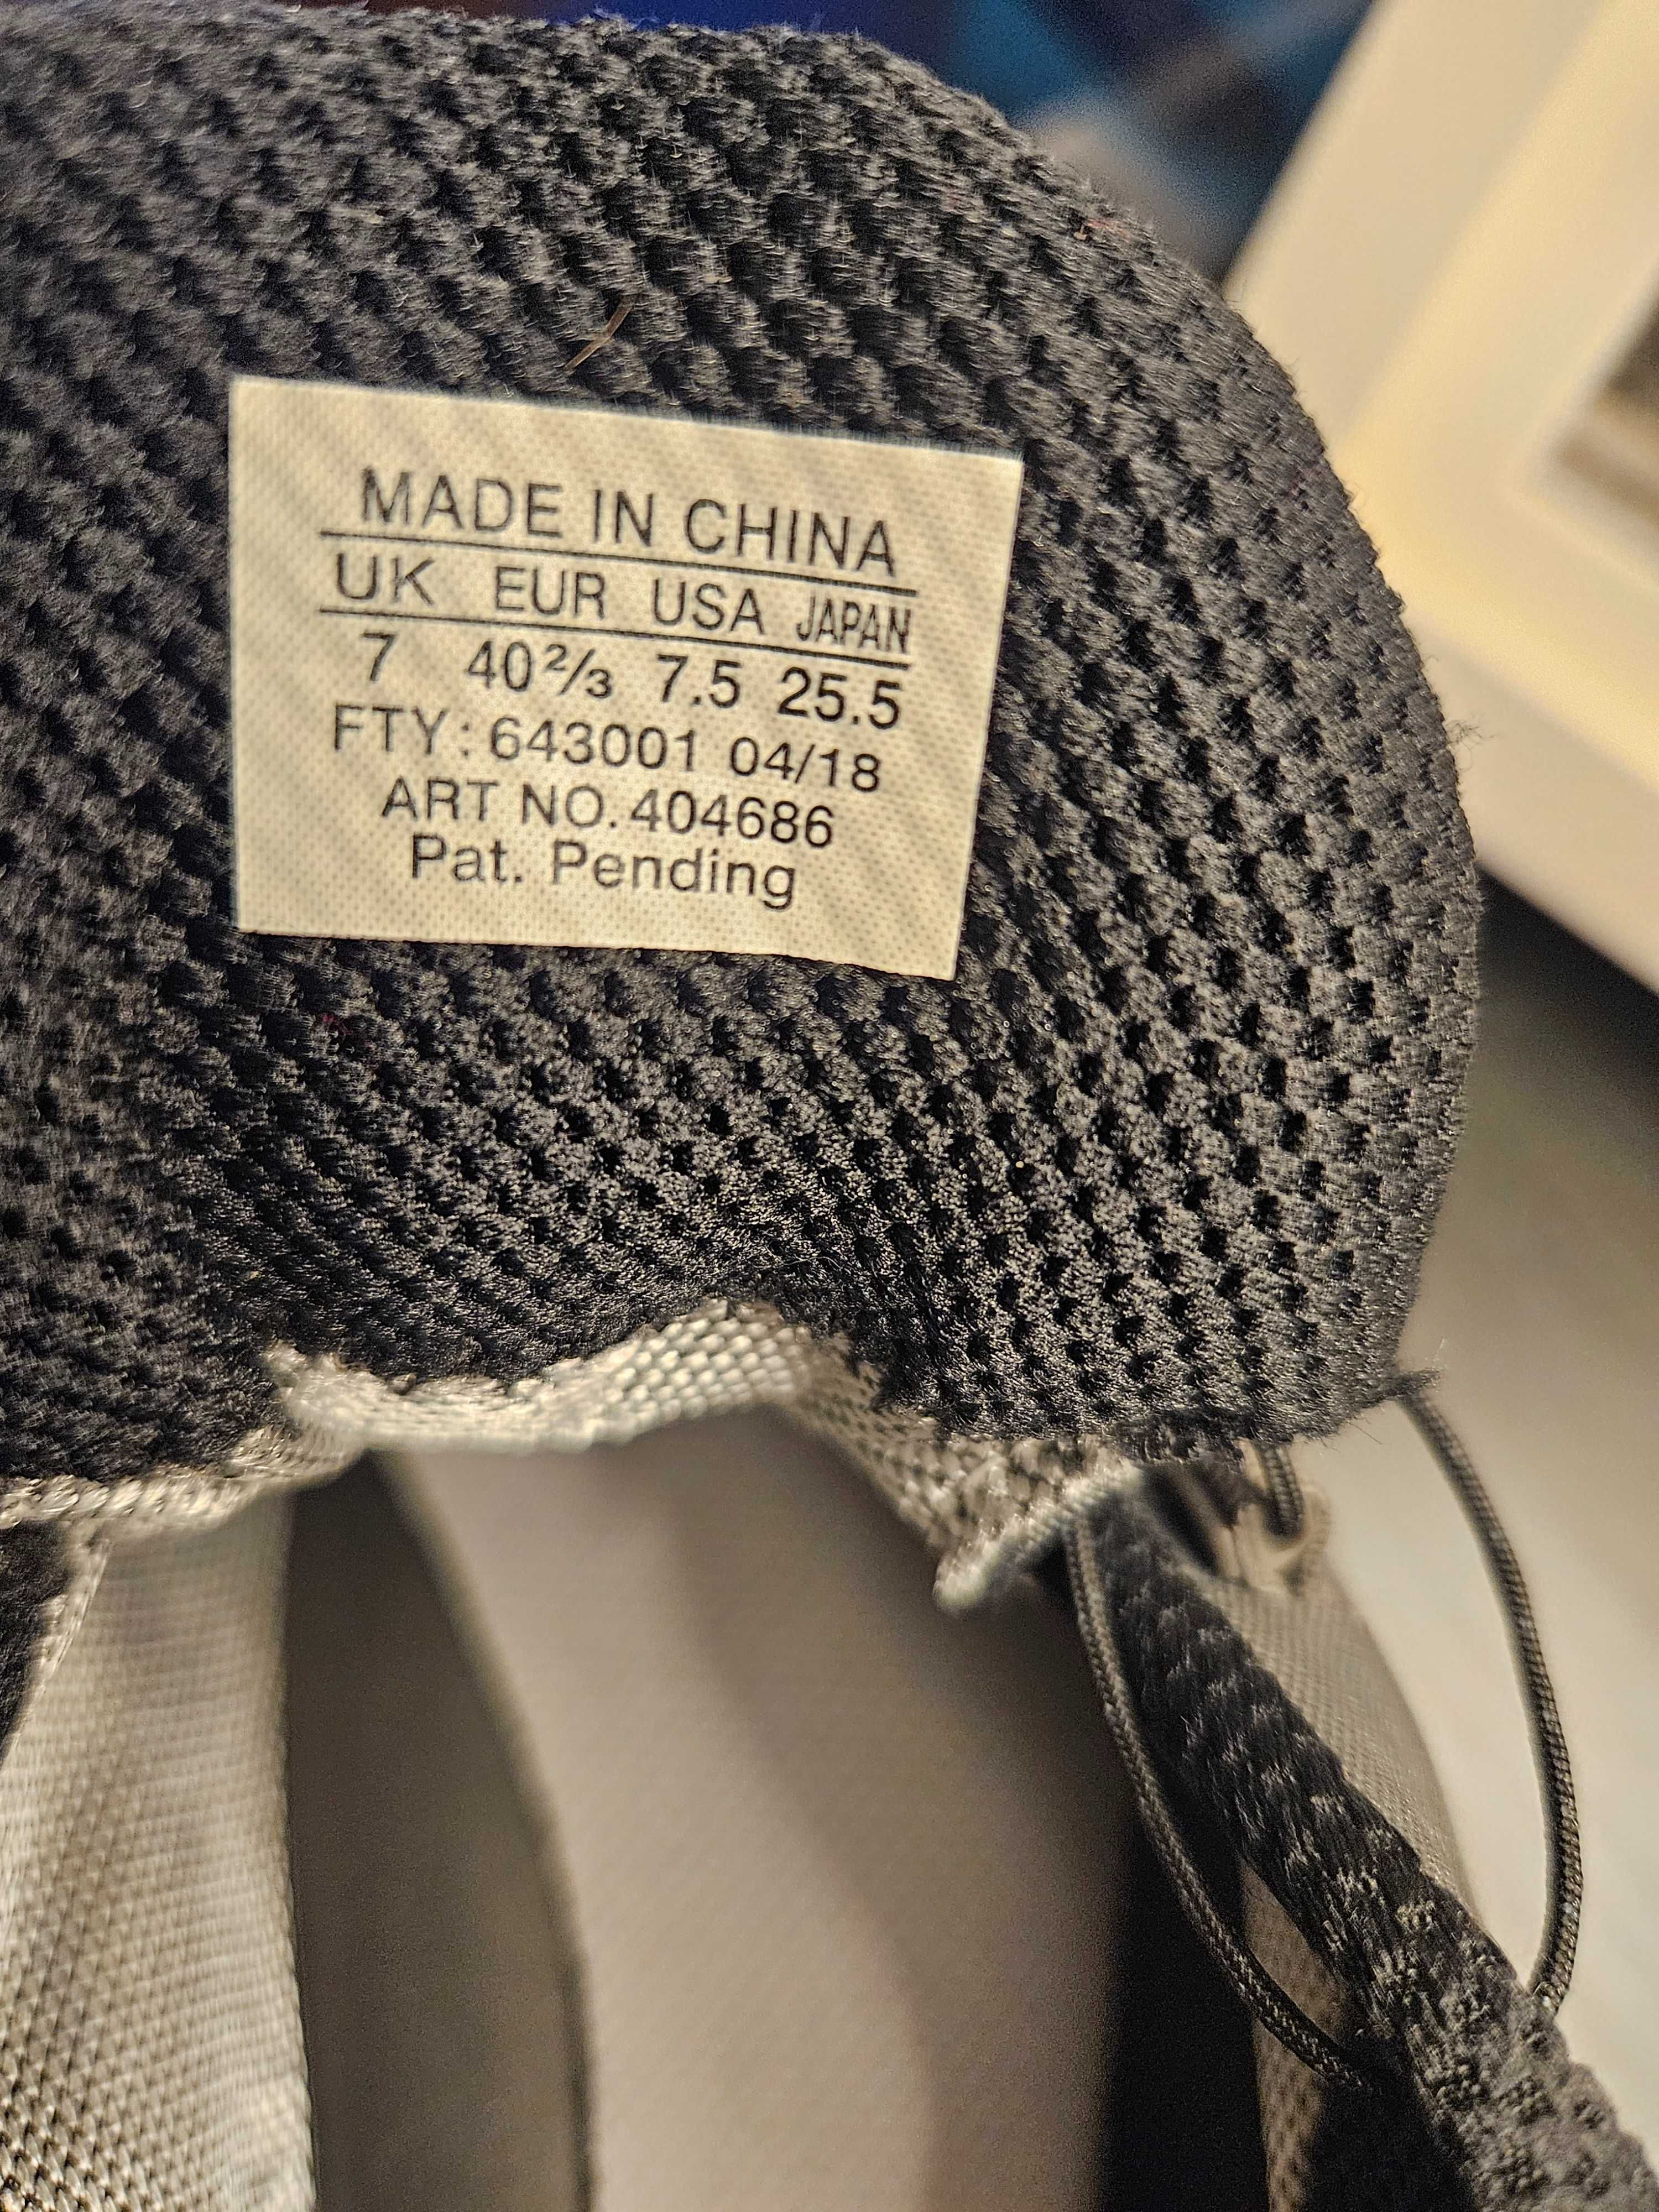 MADE IN CHINA
UK EUR USA JAPAN
7 40⅔ 7.5 25.5
FTY: 643001 04/18
ART NO. 404686
Pat. Pending